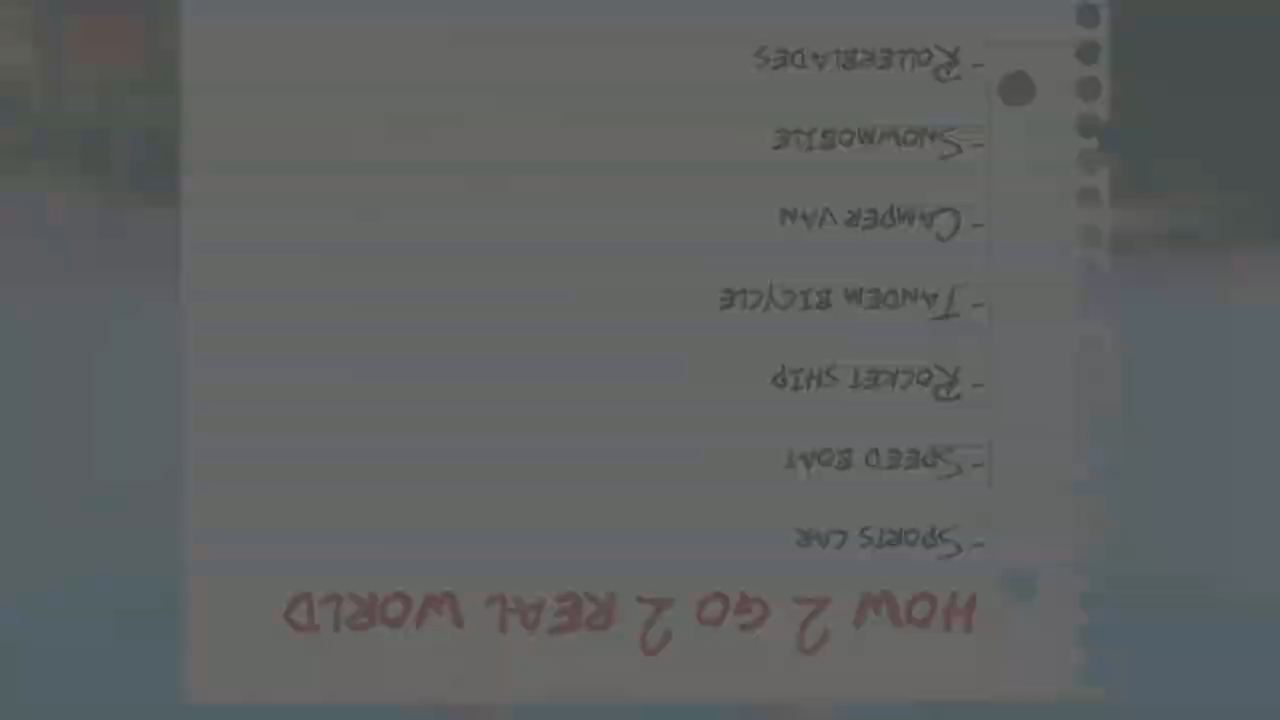 HOW 2 GO 2 REAL WORLD
- SPORTS CAR
- SPEED BOAT
- ROCKET SHIP
- TANDEM BICYCLE
- CAMPER VAN
- SNOWMOBILE
- ROLLERBLADES